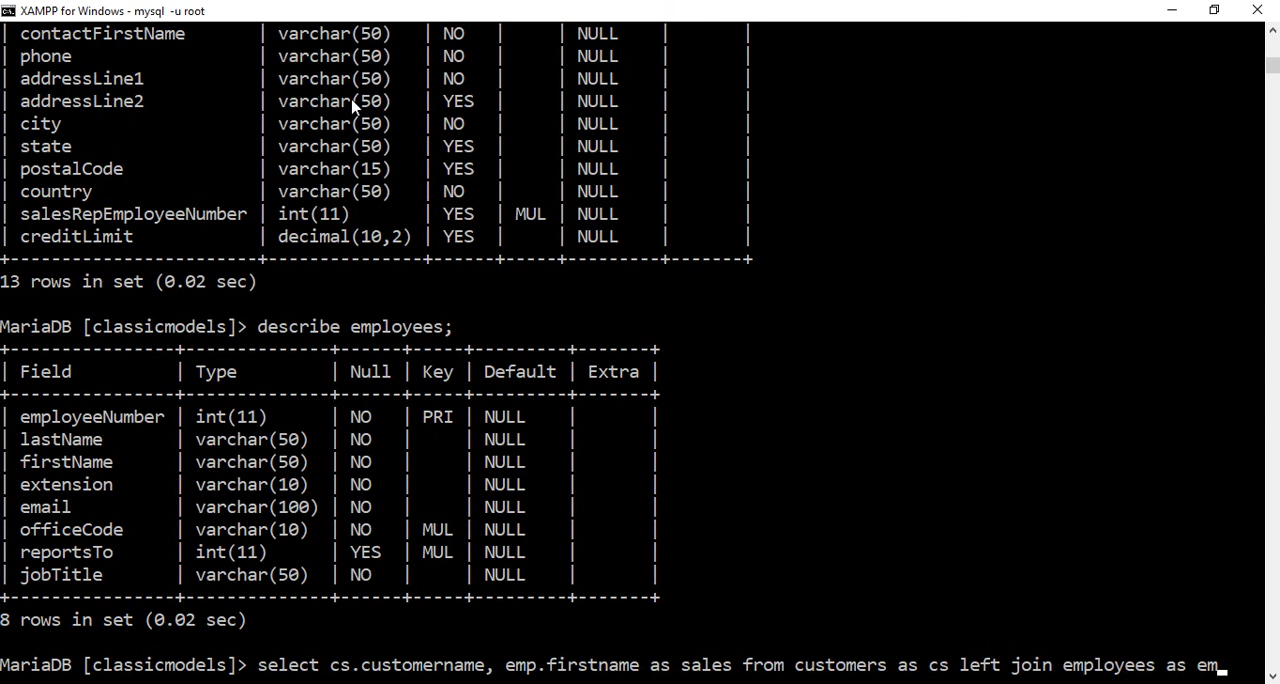 XAMPP for Windows - mysql -u root
| contactFirstName | varchar(50) | NO | | NULL | |
| phone | varchar(50) | NO | | NULL | |
| addressLine1 | varchar(50) | NO | | NULL | |
| addressLine2 | varchar(50) | YES | | NULL | |
| city | varchar(50) | NO | | NULL | |
| state | varchar(50) | YES | | NULL | |
| postalCode | varchar(15) | YES | | NULL | |
| country | varchar(50) | NO | | NULL | |
| salesRepEmployeeNumber | int(11) | YES | MUL | NULL | |
| creditLimit | decimal(10,2) | YES | | NULL | |
+------------------------+---------------+------+-----+---------+-------+
13 rows in set (0.02 sec)
MariaDB [classicmodels]> describe employees;
+----------------+--------------+------+-----+---------+-------+
| Field | Type | Null | Key | Default | Extra |
+----------------+--------------+------+-----+---------+-------+
| employeeNumber | int(11) | NO | PRI | NULL | |
| lastName | varchar(50) | NO | | NULL | |
| firstName | varchar(50) | NO | | NULL | |
| extension | varchar(10) | NO | | NULL | |
| email | varchar(100) | NO | | NULL | |
| officeCode | varchar(10) | NO | MUL | NULL | |
| reportsTo | int(11) | YES | MUL | NULL | |
| jobTitle | varchar(50) | NO | | NULL | |
+----------------+--------------+------+-----+---------+-------+
8 rows in set (0.02 sec)
MariaDB [classicmodels]> select cs.customername, emp.firstname as sales from customers as cs left join employees as em